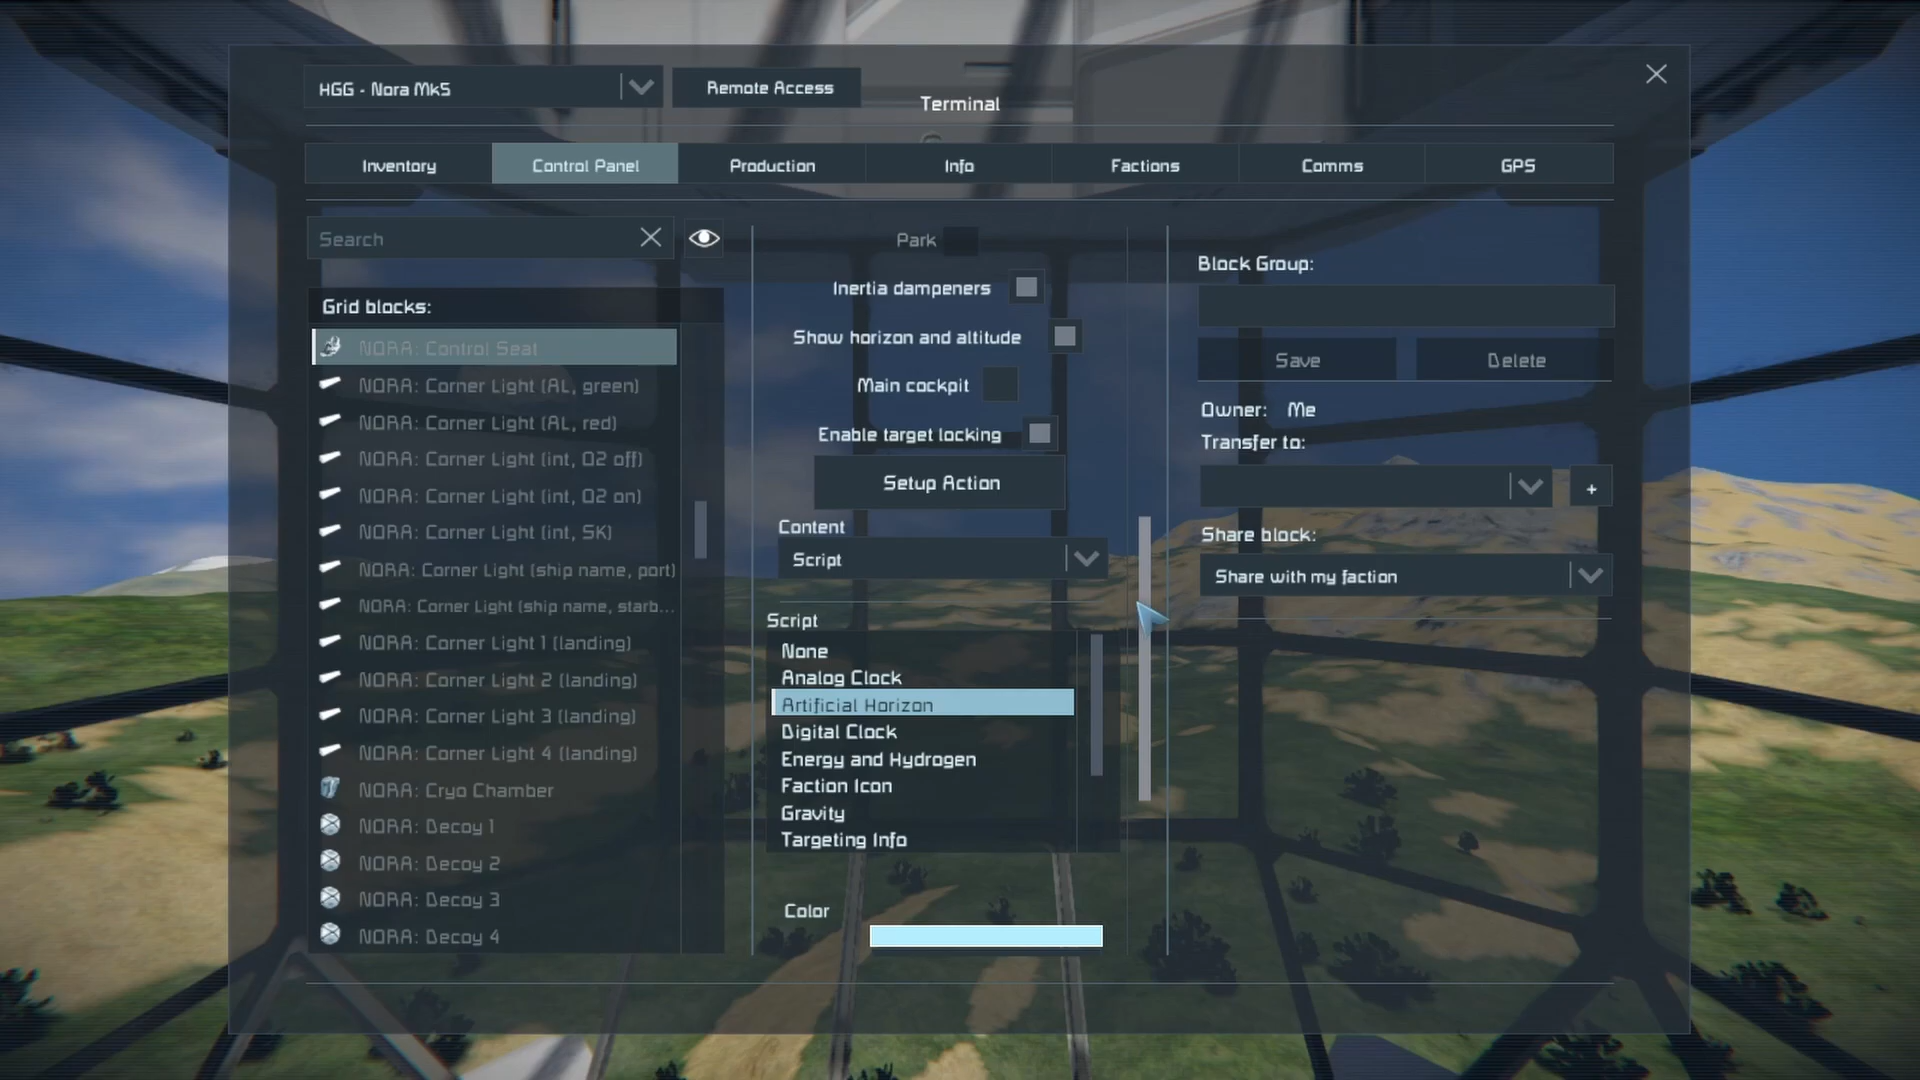 HGG - Nora Mk5
Remote Access
Terminal
Inventory
Control Panel
Production
Info
Factions
Comms
GPS
Search
Grid blocks:
NORA: Control Seat
NORA: Corner Light (AL, green)
NORA: Corner Light (AL, red)
NORA: Corner Light (int, O2 off)
NORA: Corner Light (int, O2 on)
NORA: Corner Light (int, SK)
NORA: Corner Light (ship name, port)
NORA: Corner Light (ship name, starb...
NORA: Corner Light 1 (landing)
NORA: Corner Light 2 (landing)
NORA: Corner Light 3 (landing)
NORA: Corner Light 4 (landing)
NORA: Cryo Chamber
NORA: Decoy 1
NORA: Decoy 2
NORA: Decoy 3
NORA: Decoy 4
Park
Inertia dampeners
Show horizon and altitude
Main cockpit
Enable target locking
Setup Action
Content
Script
Script
None
Analog Clock
Artificial Horizon
Digital Clock
Energy and Hydrogen
Faction Icon
Gravity
Targeting Info
Color
Block Group:
Save
Delete
Owner: Me
Transfer to:
+
Share block:
Share with my faction